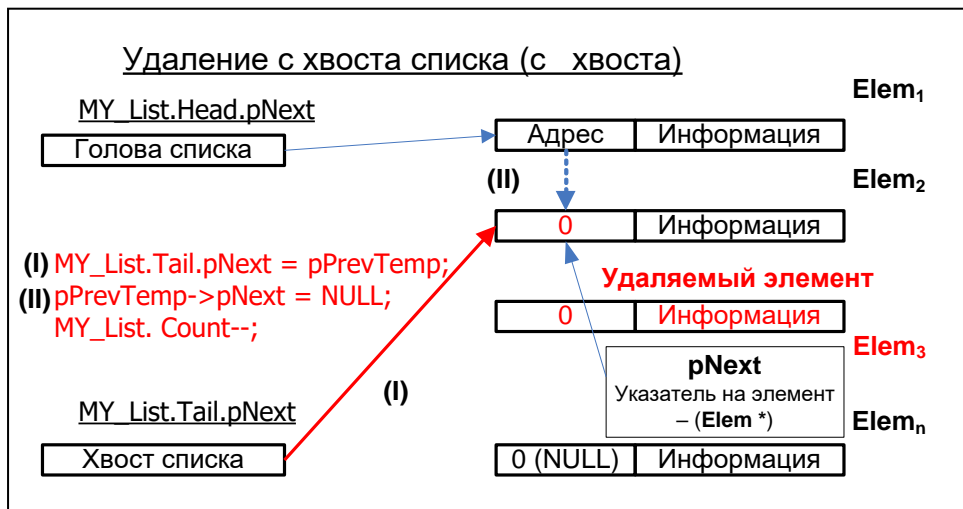 Удаление с хвоста списка (с хвоста)
MY_List.Head.pNext
Голова списка
Elem1
Адрес Информация
(II)
Elem2
0 Информация
(I) MY_List.Tail.pNext = pPrevTemp;
(II) pPrevTemp->pNext = NULL;
MY_List. Count--;
Удаляемый элемент
0 Информация
Elem3
pNext
Указатель на элемент
– (Elem *)
(I)
MY_List.Tail.pNext
Хвост списка
Elemn
0 (NULL) Информация